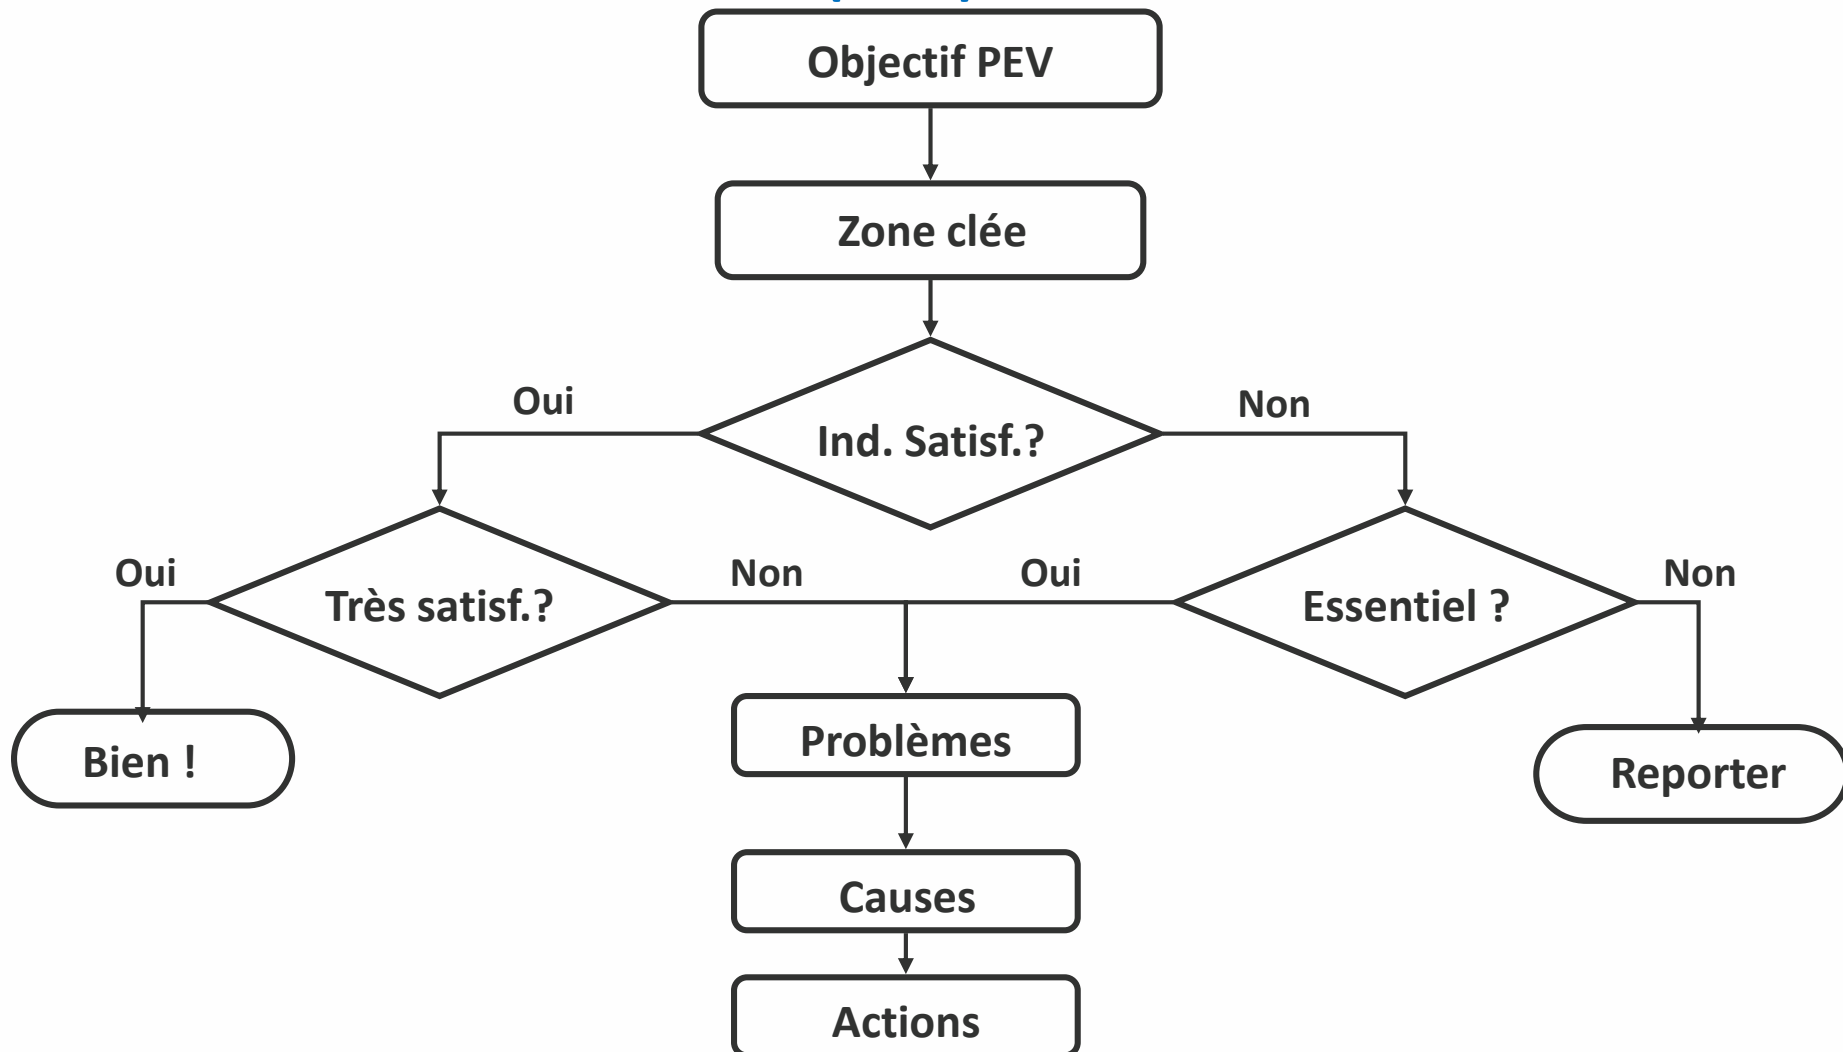 Objectif PEV
Zone clée
Oui
Non
Ind. Satisf.?
Oui
Non
Oui
Non
Très satisf.?
Essentiel ?
Problèmes
Bien !
Reporter
Causes
Actions